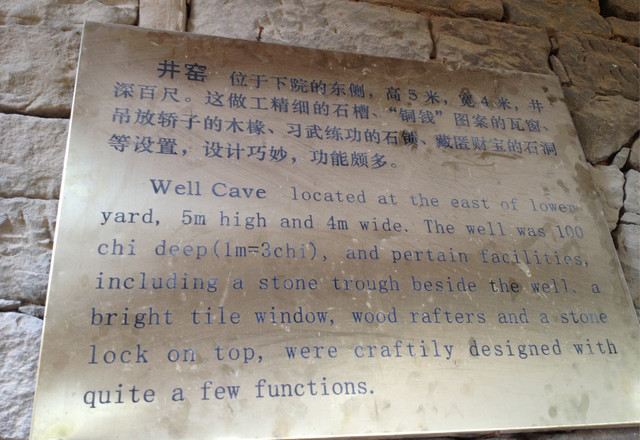 井窑 位于下院的东侧，高5米，宽4米，井
深百尺。这做工精细的石槽、“铜钱”图案的瓦窗、
吊放轿子的木椽、习武练功的石锁、藏匿财宝的石洞
等设置，设计巧妙，功能颇多。
Well Cave located at the east of lower
yard, 5m high and 4m wide. The well was 100
chi deep(1m=3chi), and pertain facilities,
including a stone trough beside the well, a
bright tile window, wood rafters and a stone
lock on top, were craftily designed with
quite a few functions.